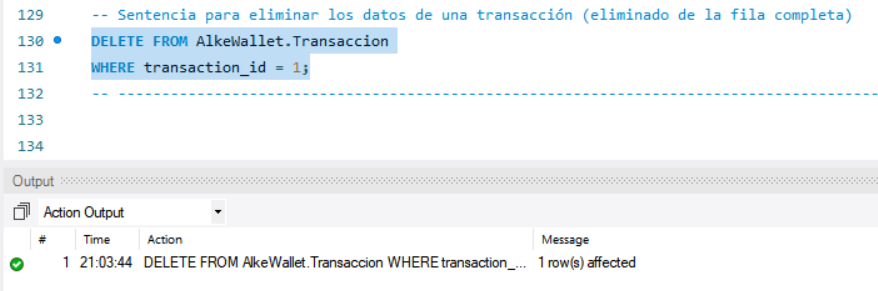 129 -- Sentencia para eliminar los datos de una transacción (eliminado de la fila completa)
130 DELETE FROM AlkeWallet.Transaccion
131 WHERE transaction_id = 1;
132 -- --------------------------------------------------------------------------------
133
134
Output
Action Output
# Time Action Message
1 21:03:44 DELETE FROM AlkeWallet.Transaccion WHERE transaction_... 1 row(s) affected